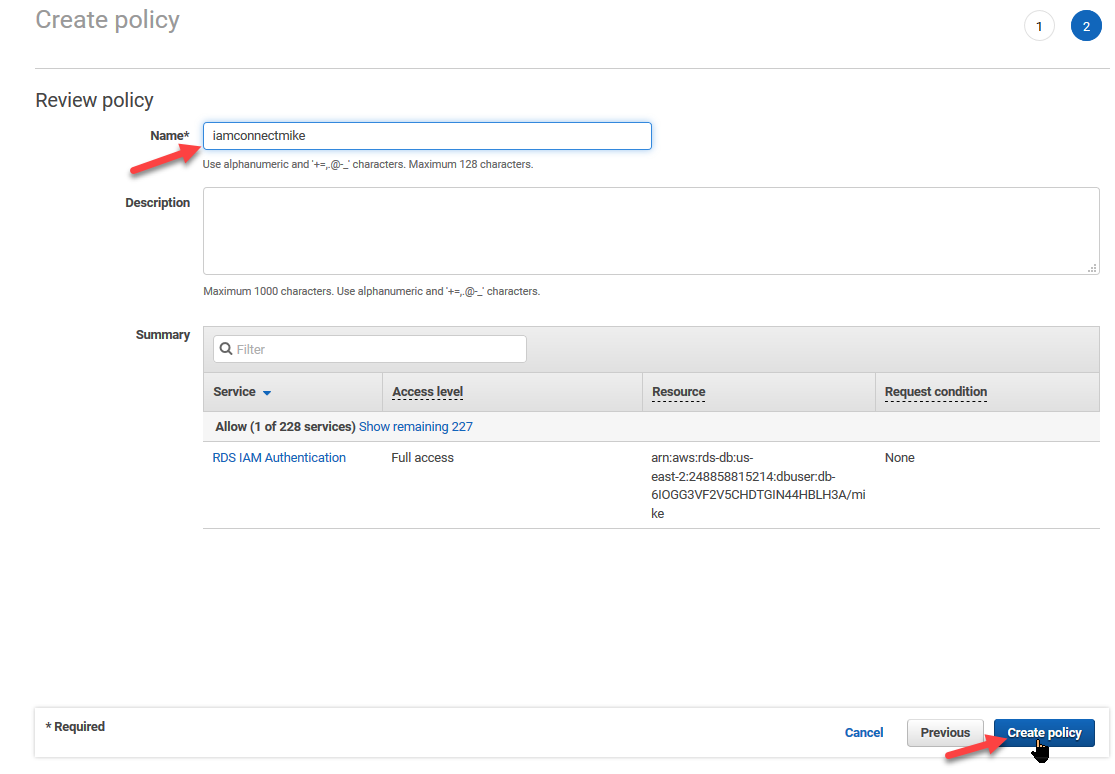 Create policy
1
2
Review policy
Name*
iamconnectmike
Use alphanumeric and '+=,.@-_' characters. Maximum 128 characters.
Description
Maximum 1000 characters. Use alphanumeric and '+=,.@-_' characters.
Summary
Filter
Service Access level Resource Request condition
Allow (1 of 228 services) Show remaining 227
RDS IAM Authentication Full access arn:aws:rds-db:us- None
east-2:248858815214:dbuser:db-
6IOGG3VF2V5CHDTGIN44HBLH3A/mi
ke
* Required
Cancel
Previous
Create policy